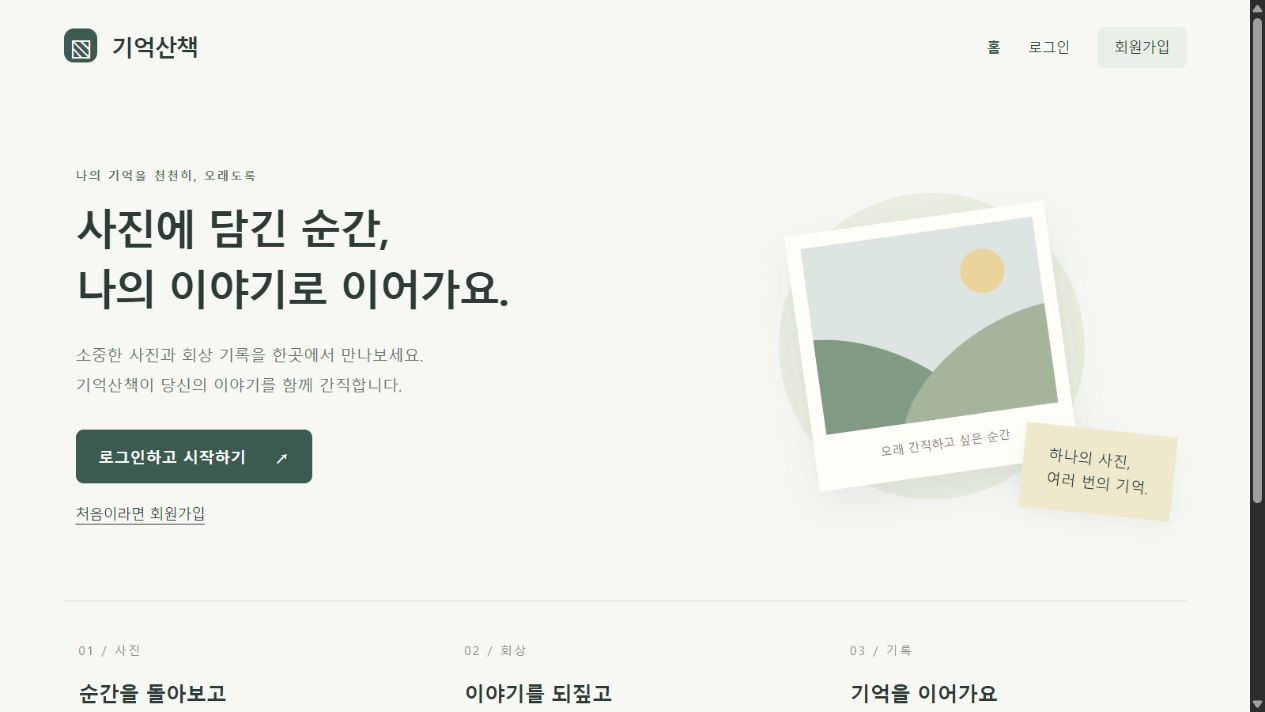 기억산책
홈
로그인
회원가입
나의 기억을 천천히, 오래도록
사진에 담긴 순간,
나의 이야기로 이어가요.
소중한 사진과 회상 기록을 한곳에서 만나보세요.
기억산책이 당신의 이야기를 함께 간직합니다.
로그인하고 시작하기 ↗
처음이라면 회원가입
오래 간직하고 싶은 순간
하나의 사진,
여러 번의 기억.
01 / 사진
순간을 돌아보고
02 / 회상
이야기를 되짚고
03 / 기록
기억을 이어가요